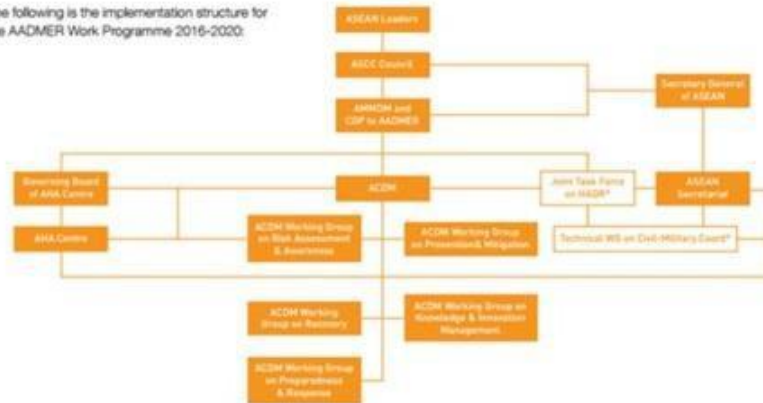 he following is the implementation structure for
e AADMER Work Programme 2016-2020:
ASEAN Leaders
ASCC Council
Secretary General
of ASEAN
AMMDM and
COP to AADMER
Governing Board
of AHA Centre
ACDM
Joint Task Force
on HADR*
ASEAN
Secretariat
AHA Centre
ACDM Working Group
on Risk Assessment
& Awareness
ACDM Working Group
on Prevention& Mitigation
Technical WG on Civil-Military Coord*
ACDM Working
Group on Recovery
ACDM Working Group on
Knowledge & Innovation
Management
ACDM Working Group
on Preparedness
& Response